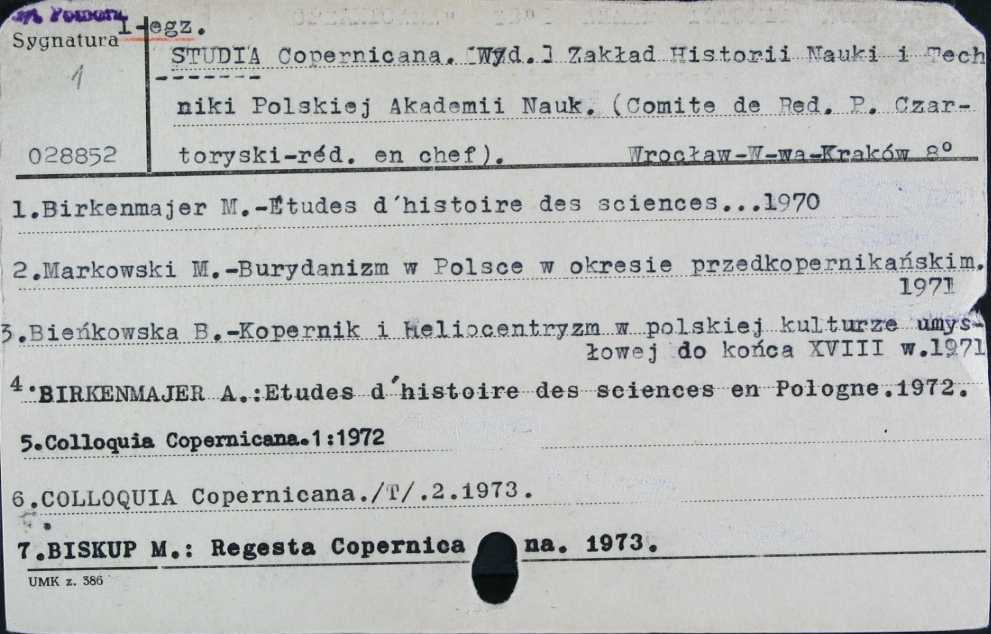 1-egz.
Sygnatura
1
STUDIA Copernicana. [Wyd.] Zakład Historii Nauki i Tech
niki Polskiej Akademii Nauk. (Comite de Red. P. Czar-
028852 toryski-réd. en chef). Wrocław-W-wa-Kraków 8°
1.Birkenmajer M.-Études d'histoire des sciences...1970
2.Markowski M.-Burydanizm w Polsce w okresie przedkopernikańskim.
1971
3.Bieńkowska B.-Kopernik i Heliocentryzm w polskiej kulturze umys-
łowej do końca XVIII w.1971
4.BIRKENMAJER A.:Etudes d'histoire des sciences en Pologne.1972.
5.Colloquia Copernicana.1:1972
6.COLLOQUIA Copernicana./T/.2.1973.
7.BISKUP M.: Regesta Copernica na. 1973.
UMK z. 386